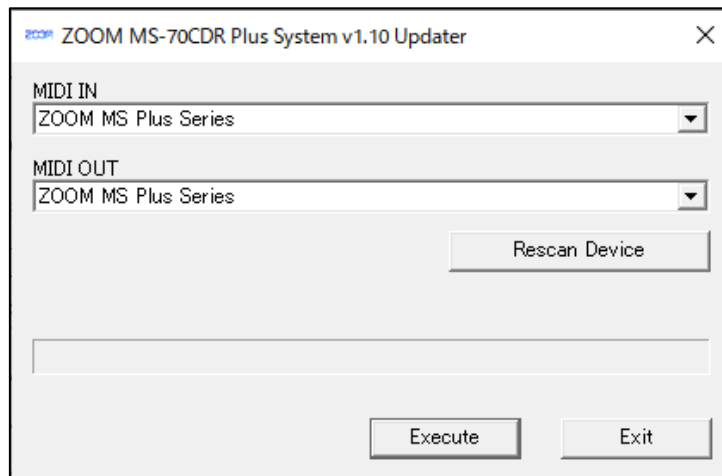 ZOOM ZOOM MS-70CDR Plus System v1.10 Updater
MIDI IN
ZOOM MS Plus Series
MIDI OUT
ZOOM MS Plus Series
Rescan Device
Execute Exit